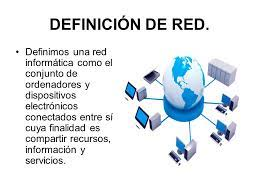 DEFINICIÓN DE RED.
• Definimos una red
informática como el
conjunto de
ordenadores y
dispositivos
electrónicos
conectados entre sí
cuya finalidad es
compartir recursos,
información y
servicios.